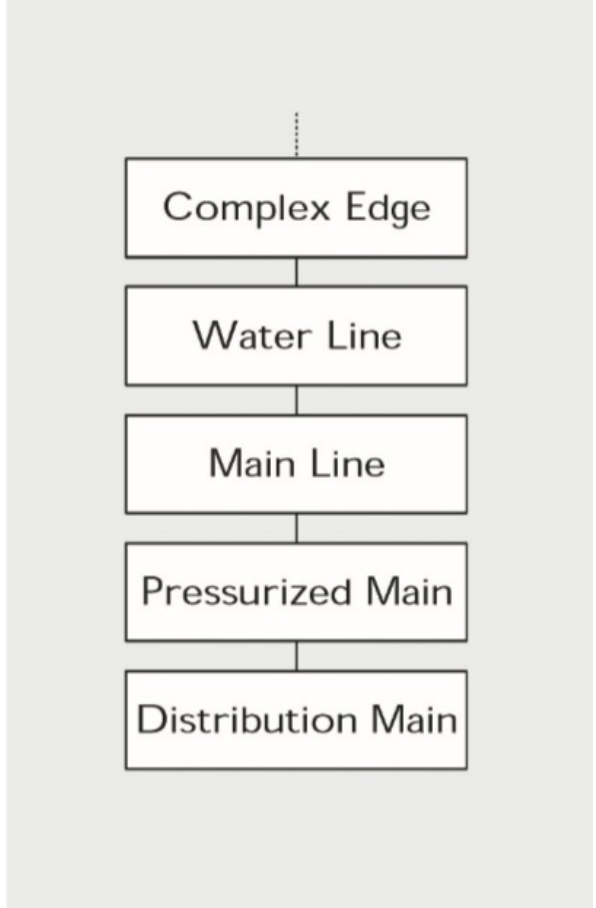 Complex Edge
Water Line
Main Line
Pressurized Main
Distribution Main